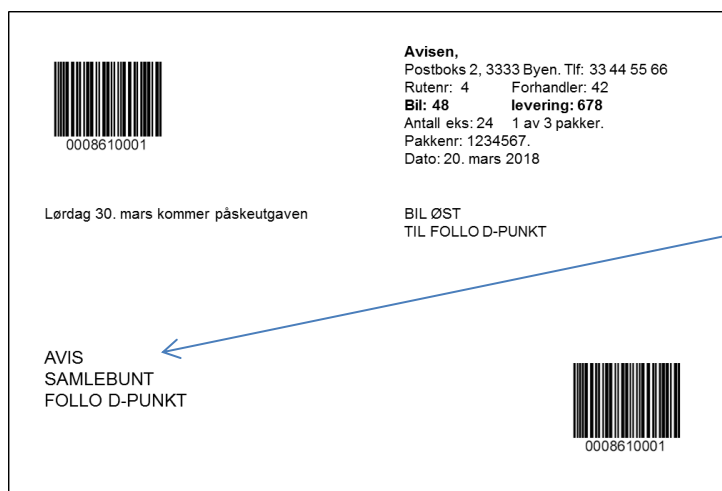 Avisen,
Postboks 2, 3333 Byen. Tlf: 33 44 55 66
Rutenr: 4 Forhandler: 42
Bil: 48 levering: 678
Antall eks: 24 1 av 3 pakker.
Pakkenr: 1234567.
Dato: 20. mars 2018
0008610001
Lørdag 30. mars kommer påskeutgaven
BIL ØST
TIL FOLLO D-PUNKT
AVIS
SAMLEBUNT
FOLLO D-PUNKT
0008610001